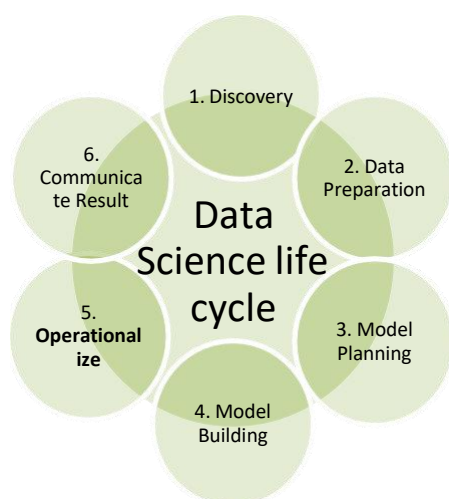 1. Discovery
2. Data
Preparation
3. Model
Planning
4. Model
Building
5.
Operational
ize
6.
Communica
te Result
Data
Science life
cycle